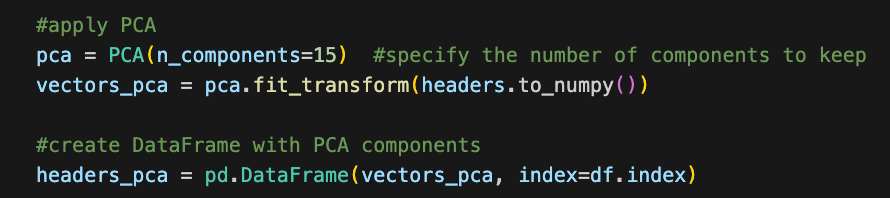 #apply PCA
pca = PCA(n_components=15)  #specify the number of components to keep
vectors_pca = pca.fit_transform(headers.to_numpy())
#create DataFrame with PCA components
headers_pca = pd.DataFrame(vectors_pca, index=df.index)